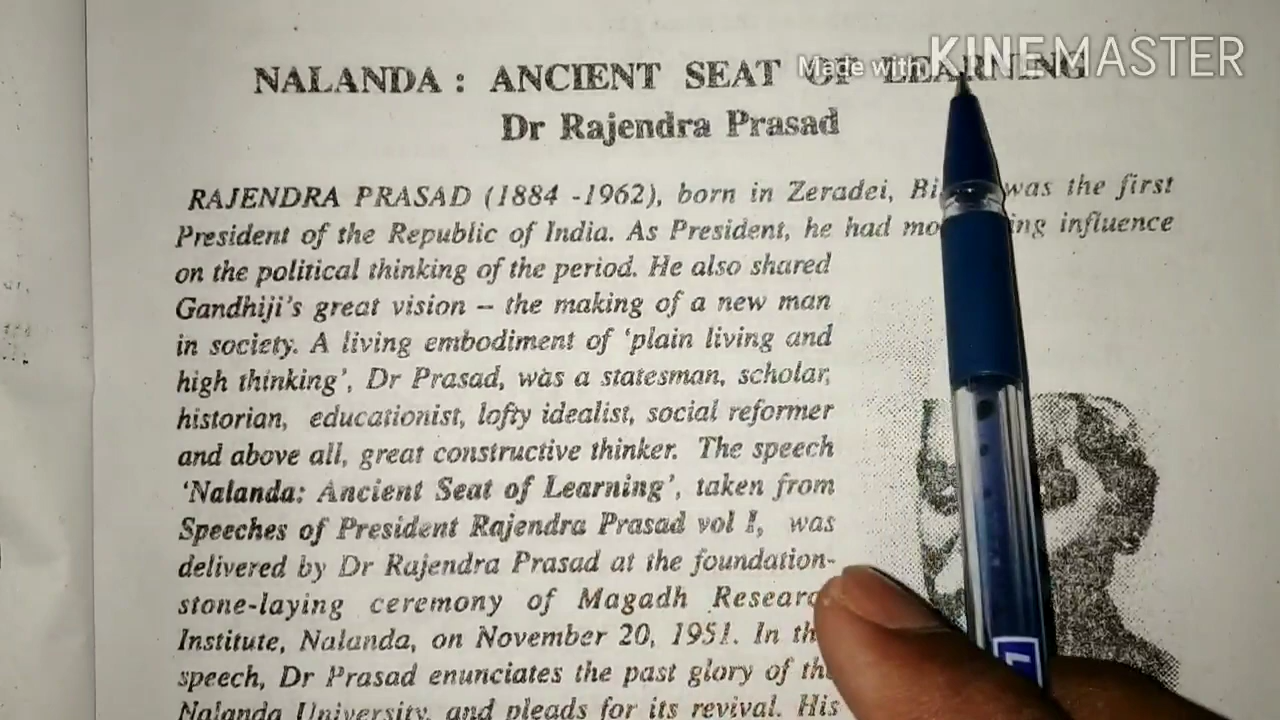 Made with KINEMASTER
NALANDA : ANCIENT SEAT OF LEARNING
Dr Rajendra Prasad
RAJENDRA PRASAD (1884 -1962), born in Zeradei, was the first
President of the Republic of India. As President, he had influence
on the political thinking of the period. He also shared
Gandhiji's great vision – the making of a new man
in society. A living embodiment of 'plain living and
high thinking', Dr Prasad, was a statesman, scholar,
historian, educationist, lofty idealist, social reformer
and above all, great constructive thinker. The speech
'Nalanda: Ancient Seat of Learning', taken from
Speeches of President Rajendra Prasad vol I, was
delivered by Dr Rajendra Prasad at the foundation-
stone-laying ceremony of Magadh Research
Institute, Nalanda, on November 20, 1951. In the
speech, Dr Prasad enunciates the past glory of the
Nalanda University, and pleads for its revival. His